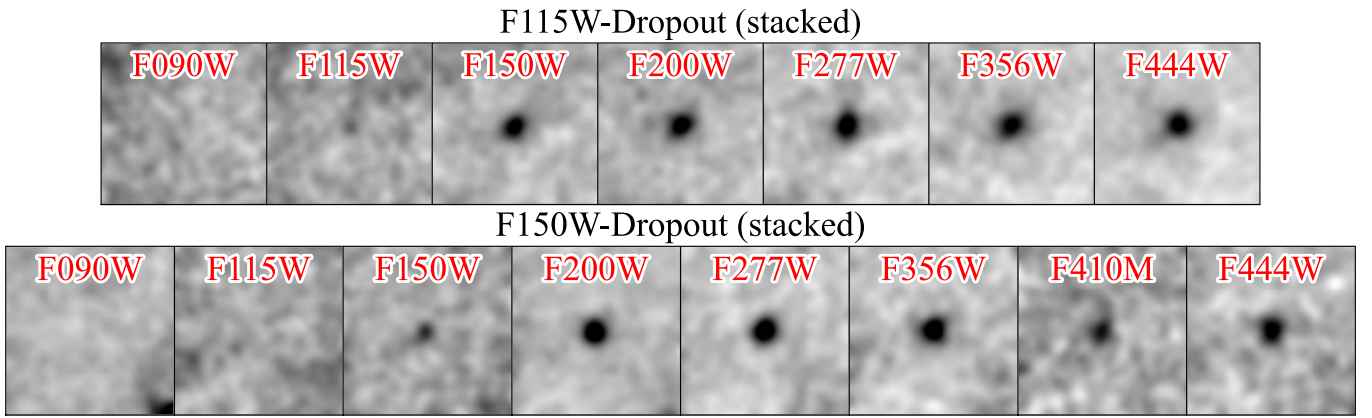 F115W-Dropout (stacked)
F090W F115W F150W F200W F277W F356W F444W
F150W-Dropout (stacked)
F090W F115W F150W F200W F277W F356W F410M F444W